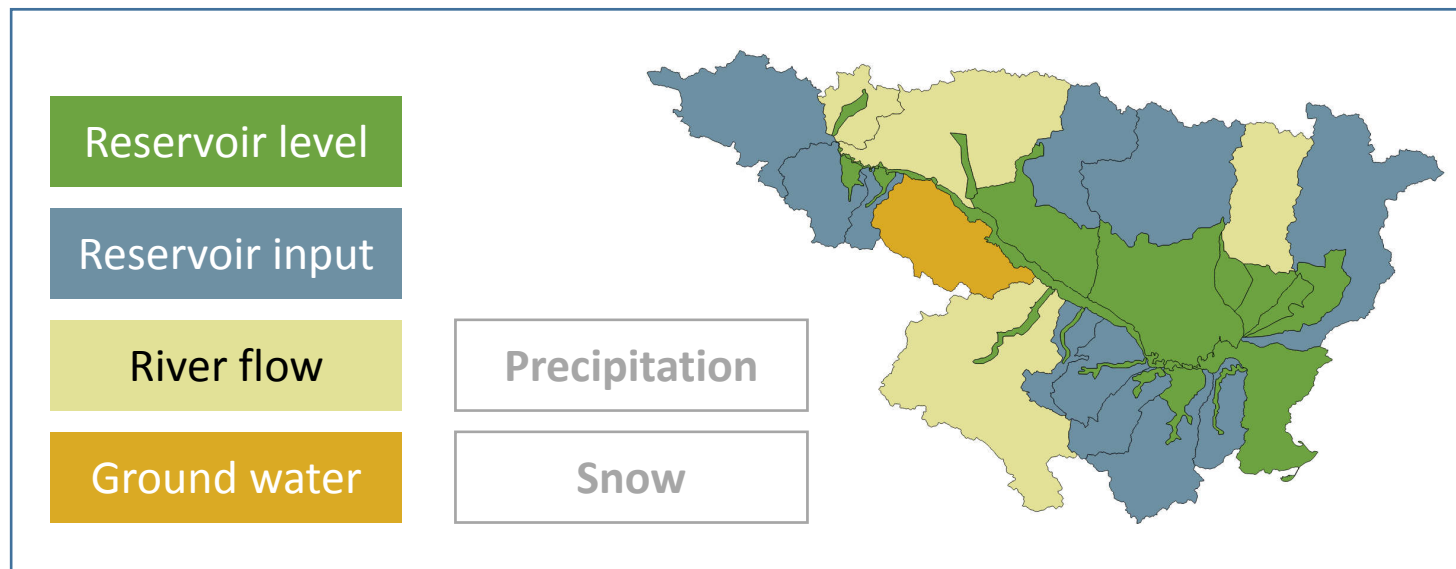 Reservoir level
Reservoir input
River flow
Precipitation
Ground water
Snow